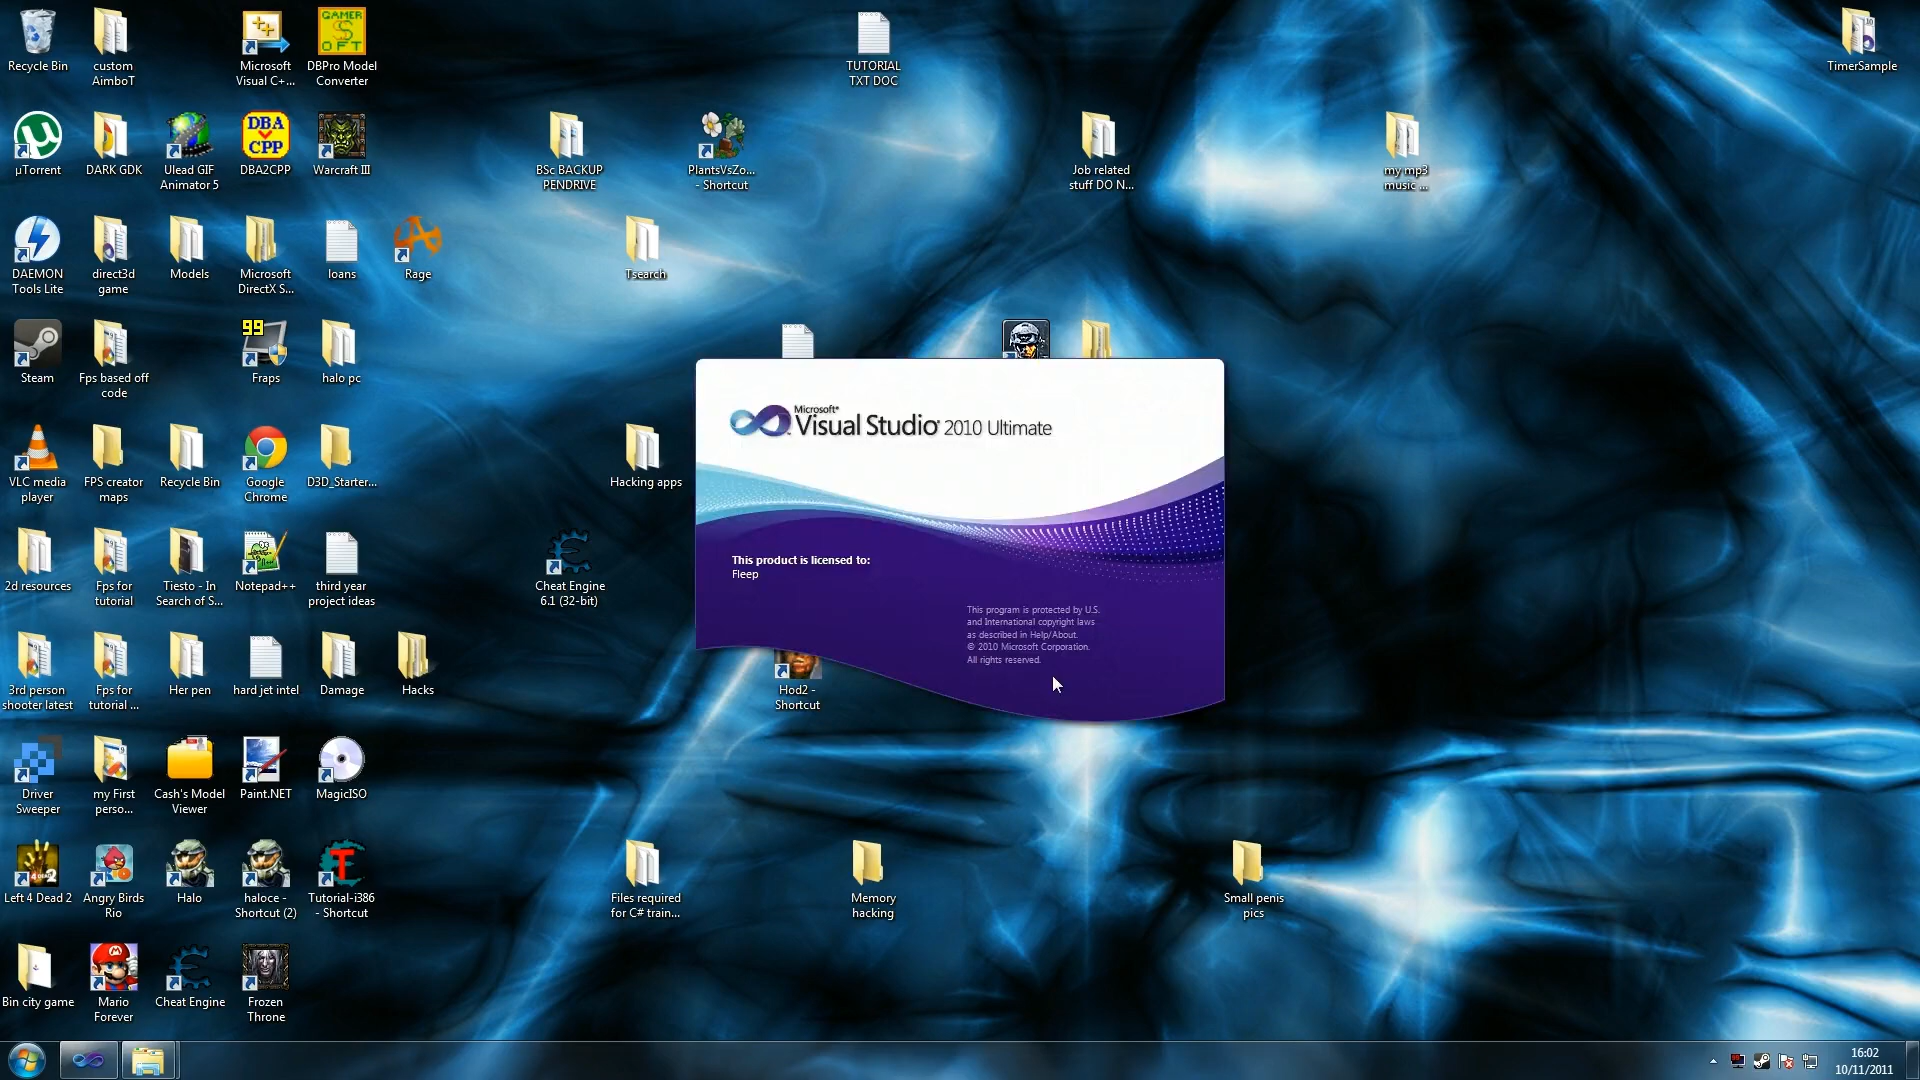 Recycle Bin
custom
AimboT
Microsoft
Visual C+...
GAMER
$
OFT
DBPro Model
Converter
TUTORIAL
TXT DOC
TimerSample
µTorrent
DARK GDK
Ulead GIF
Animator 5
DBA
CPP
DBA2CPP
Warcraft III
BSc BACKUP
PENDRIVE
PlantsVsZo...
- Shortcut
Job related
stuff DO N...
my mp3
music ...
DAEMON
Tools Lite
direct3d
game
Models
Microsoft
DirectX S...
loans
Rage
Tsearch
Steam
Fps based off
code
99
Fraps
halo pc
VLC media
player
FPS creator
maps
Recycle Bin
Google
Chrome
D3D_Starter...
Hacking apps
Microsoft®
Visual Studio® 2010 Ultimate
This product is licensed to:
Fleep
This program is protected by U.S.
and International copyright laws
as described in Help/About.
© 2010 Microsoft Corporation.
All rights reserved.
2d resources
Fps for
tutorial
Tiesto - In
Search of S...
Notepad++
third year
project ideas
Cheat Engine
6.1 (32-bit)
3rd person
shooter latest
Fps for
tutorial ...
Her pen
hard jet intel
Damage
Hacks
Hod2 -
Shortcut
Driver
Sweeper
my First
perso...
Cash's Model
Viewer
Paint.NET
MagicISO
Left 4 Dead 2
Angry Birds
Rio
Halo
haloce -
Shortcut (2)
Tutorial-i386
- Shortcut
Files required
for C# train...
Memory
hacking
Small penis
pics
Bin city game
Mario
Forever
Cheat Engine
Frozen
Throne
16:02
10/11/2011